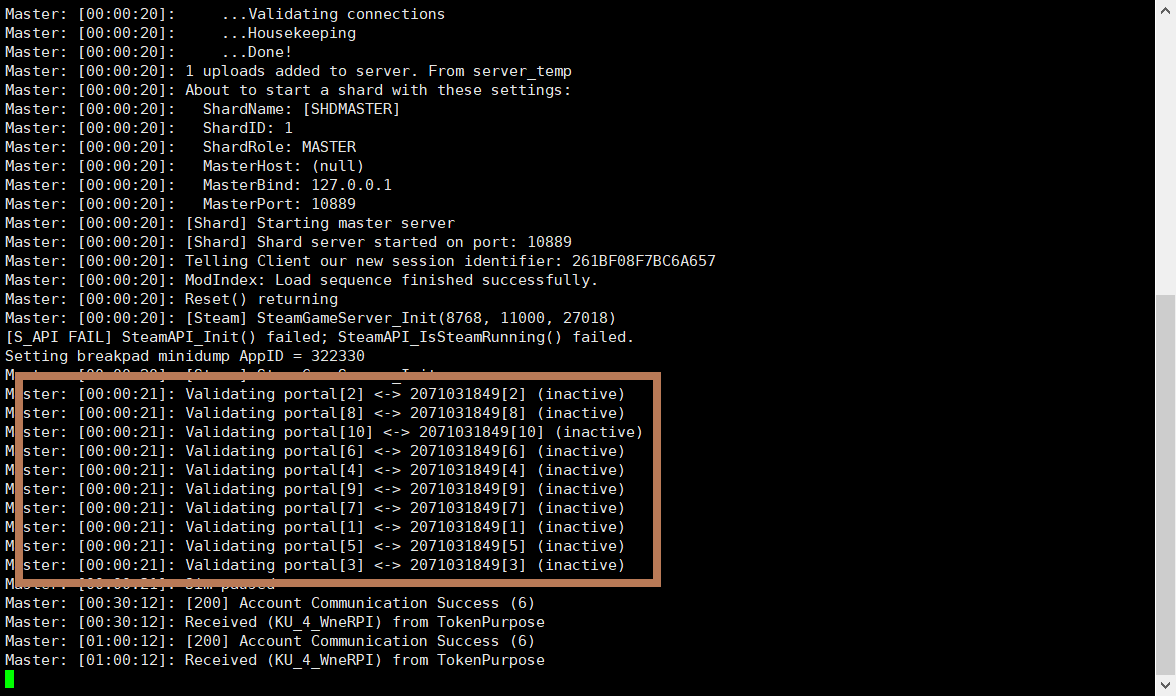 Master: [00:00:20]:     ...Validating connections
Master: [00:00:20]:     ...Housekeeping
Master: [00:00:20]:     ...Done!
Master: [00:00:20]: 1 uploads added to server. From server_temp
Master: [00:00:20]: About to start a shard with these settings:
Master: [00:00:20]:   ShardName: [SHDMASTER]
Master: [00:00:20]:   ShardID: 1
Master: [00:00:20]:   ShardRole: MASTER
Master: [00:00:20]:   MasterHost: (null)
Master: [00:00:20]:   MasterBind: 127.0.0.1
Master: [00:00:20]:   MasterPort: 10889
Master: [00:00:20]: [Shard] Starting master server
Master: [00:00:20]: [Shard] Shard server started on port: 10889
Master: [00:00:20]: Telling Client our new session identifier: 261BF08F7BC6A657
Master: [00:00:20]: ModIndex: Load sequence finished successfully.
Master: [00:00:20]: Reset() returning
Master: [00:00:20]: [Steam] SteamGameServer_Init(8768, 11000, 27018)
[S_API FAIL] SteamAPI_Init() failed; SteamAPI_IsSteamRunning() failed.
Setting breakpad minidump AppID = 322330
Master: [00:00:21]: Validating portal[2] <-> 2071031849[2] (inactive)
Master: [00:00:21]: Validating portal[8] <-> 2071031849[8] (inactive)
Master: [00:00:21]: Validating portal[10] <-> 2071031849[10] (inactive)
Master: [00:00:21]: Validating portal[6] <-> 2071031849[6] (inactive)
Master: [00:00:21]: Validating portal[4] <-> 2071031849[4] (inactive)
Master: [00:00:21]: Validating portal[9] <-> 2071031849[9] (inactive)
Master: [00:00:21]: Validating portal[7] <-> 2071031849[7] (inactive)
Master: [00:00:21]: Validating portal[1] <-> 2071031849[1] (inactive)
Master: [00:00:21]: Validating portal[5] <-> 2071031849[5] (inactive)
Master: [00:00:21]: Validating portal[3] <-> 2071031849[3] (inactive)
Master: [00:00:21]: Sim paused
Master: [00:30:12]: [200] Account Communication Success (6)
Master: [00:30:12]: Received (KU_4_WneRPI) from TokenPurpose
Master: [01:00:12]: [200] Account Communication Success (6)
Master: [01:00:12]: Received (KU_4_WneRPI) from TokenPurpose